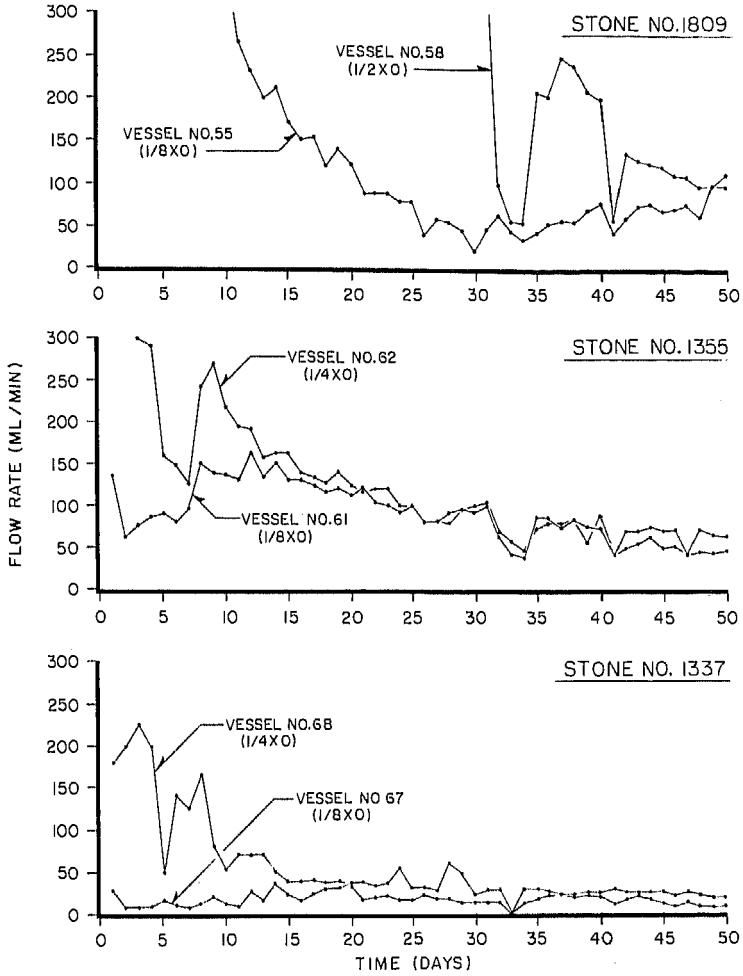 STONE NO.1809
300
250
200
150
100
50
0
VESSEL NO.58
(1/2X0)
VESSEL NO.55
(1/8X0)
0 5 10 15 20 25 30 35 40 45 50
STONE NO.1355
300
250
200
150
100
50
0
VESSEL NO.62
(1/4X0)
VESSEL NO.61
(1/8X0)
0 5 10 15 20 25 30 35 40 45 50
FLOW RATE (ML/MIN)
STONE NO. 1337
300
250
200
150
100
50
0
VESSEL NO.68
(1/4X0)
VESSEL NO 67
(1/8X0)
0 5 10 15 20 25 30 35 40 45 50
TIME (DAYS)